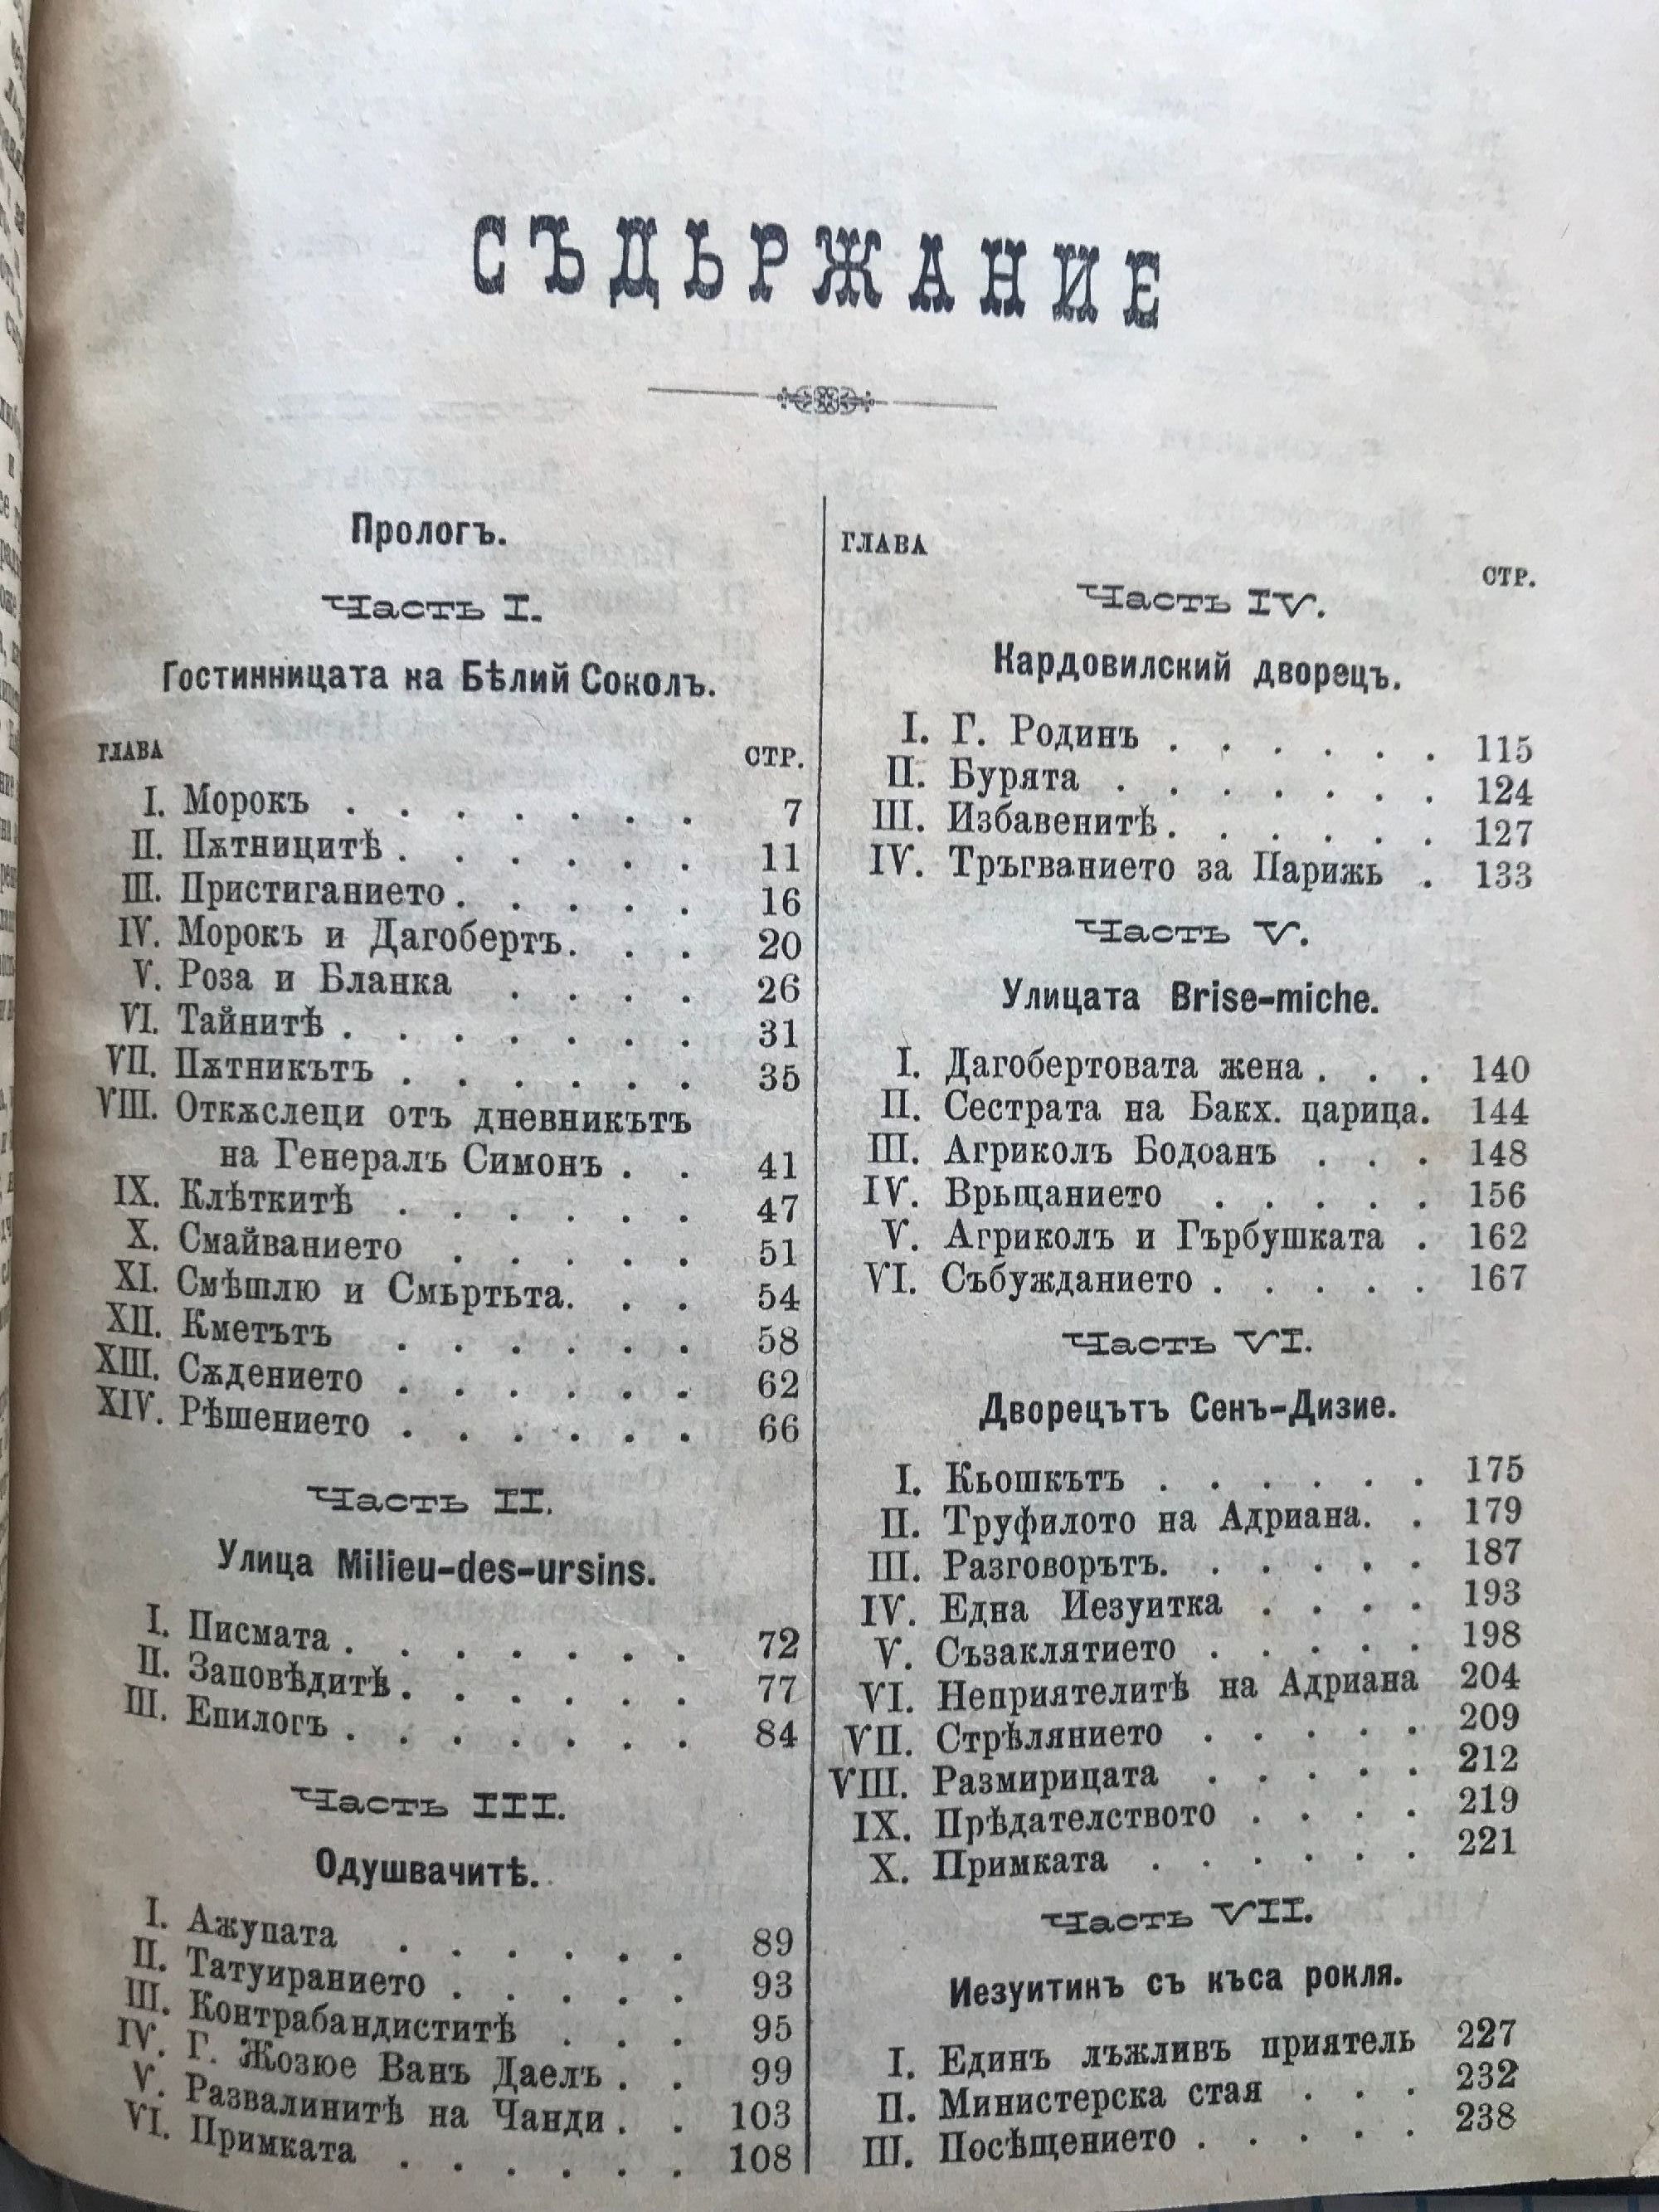 СЪДЬРЖАНИЕ
Прологъ.
Часть I.
Гостинницата на Бѣлий Соколъ.
ГЛАВА СТР.
I. Морокъ . . . . . . . 7
II. Пѫтницитѣ . . . . . . 11
III. Пристиганието . . . . . 16
IV. Морокъ и Дагобертъ. . . 20
V. Роза и Бланка . . . . 26
VI. Тайнитѣ . . . . . . . 31
VII. Пѫтникътъ . . . . . . 35
VIII. Откѫслеци отъ дневникътъ
на Генералъ Симонъ . . 41
IX. Клѣткитѣ . . . . . . 47
X. Смайванието . . . . . 51
XI. Смѣшлю и Смьртьта. . . 54
XII. Кметътъ . . . . . . 58
XIII. Сѫдението . . . . . . 62
XIV. Рѣшението . . . . . . 66
Часть II.
Улица Milieu-des-ursins.
I. Писмата . . . . . . . 72
II. Заповѣдитѣ . . . . . . 77
III. Епилогъ . . . . . . . 84
Часть III.
Одушвачитѣ.
I. Ажупата . . . . . . 89
II. Татуиранието . . . . . 93
III. Контрабандиститѣ . . . 95
IV. Г. Жозюе Ванъ Даелъ . . 99
V. Развалинитѣ на Чанди . . 103
VI. Примката . . . . . . 108
ГЛАВА СТР.
Часть IV.
Кардовилский дворецъ.
I. Г. Родинъ . . . . . . 115
II. Бурята . . . . . . . 124
III. Избавенитѣ . . . . . . 127
IV. Тръгванието за Парижь . 133
Часть V.
Улицата Brise-miche.
I. Дагобертовата жена . . . 140
II. Сестрата на Бакх. царица. 144
III. Агриколъ Бодоанъ . . . 148
IV. Врьщанието . . . . . 156
V. Агриколъ и Гърбушката . 162
VI. Събужданието . . . . . 167
Часть VI.
Дворецътъ Сенъ-Дизие.
I. Кьошкътъ . . . . . . 175
II. Труфилото на Адриана. . 179
III. Разговорътъ. . . . . . 187
IV. Една Иезуитка . . . . 193
V. Съзаклятието . . . . . 198
VI. Неприятелитѣ на Адриана 204
VII. Стрѣлянието . . . . . 209
VIII. Размирицата . . . . . 212
IX. Прѣдателството . . . . 219
X. Примката . . . . . . 221
Часть VII.
Иезуитинъ съ къса рокля.
I. Единъ лъжливъ приятель 227
II. Министерска стая . . . 232
III. Посѣщението . . . . . 238